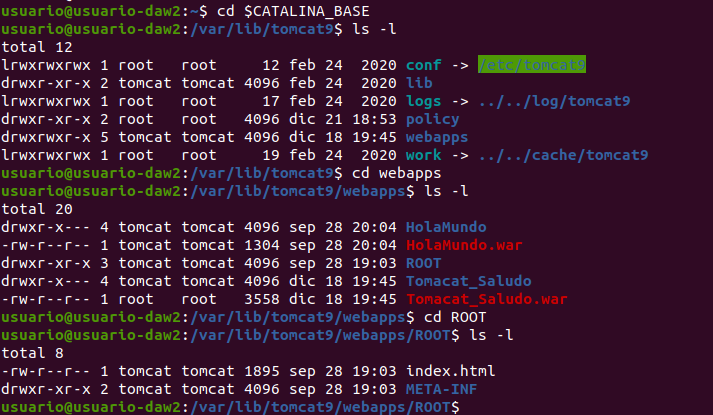 usuario@usuario-daw2:~$ cd $CATALINA_BASE
usuario@usuario-daw2:/var/lib/tomcat9$ ls -l
total 12
lrwxrwxrwx 1 root   root     12 feb 24  2020 conf -> /etc/tomcat9
drwxr-xr-x 2 tomcat tomcat 4096 feb 24  2020 lib
lrwxrwxrwx 1 root   root     17 feb 24  2020 logs -> ../../log/tomcat9
drwxr-xr-x 2 root   root   4096 dic 21 18:53 policy
drwxr-xr-x 5 tomcat tomcat 4096 dic 18 19:45 webapps
lrwxrwxrwx 1 root   root     19 feb 24  2020 work -> ../../cache/tomcat9
usuario@usuario-daw2:/var/lib/tomcat9$ cd webapps
usuario@usuario-daw2:/var/lib/tomcat9/webapps$ ls -l
total 20
drwxr-x--- 4 tomcat tomcat 4096 sep 28 20:04 HolaMundo
-rw-r--r-- 1 tomcat tomcat 1304 sep 28 20:04 HolaMundo.war
drwxr-xr-x 3 tomcat tomcat 4096 sep 28 19:03 ROOT
drwxr-x--- 4 tomcat tomcat 4096 dic 18 19:45 Tomacat_Saludo
-rw-r--r-- 1 root   root   3558 dic 18 19:45 Tomacat_Saludo.war
usuario@usuario-daw2:/var/lib/tomcat9/webapps$ cd ROOT
usuario@usuario-daw2:/var/lib/tomcat9/webapps/ROOT$ ls -l
total 8
-rw-r--r-- 1 tomcat tomcat 1895 sep 28 19:03 index.html
drwxr-xr-x 2 tomcat tomcat 4096 sep 28 19:03 META-INF
usuario@usuario-daw2:/var/lib/tomcat9/webapps/ROOT$